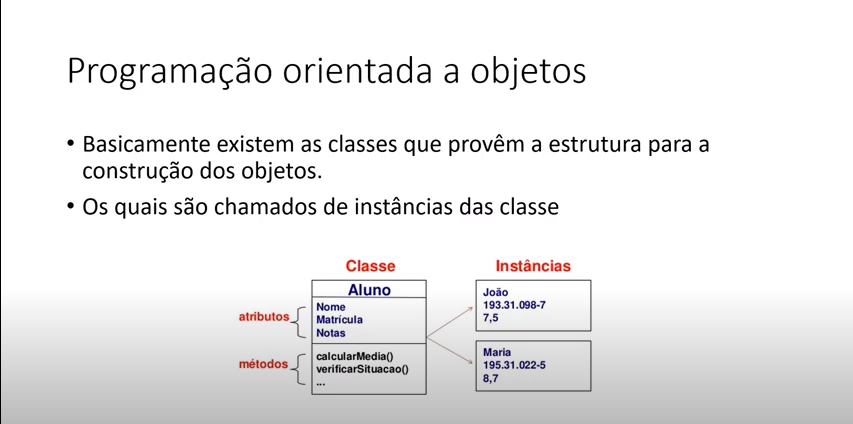 Programação orientada a objetos
• Basicamente existem as classes que provêm a estrutura para a
construção dos objetos.
• Os quais são chamados de instâncias das classe
Classe
Instâncias
Aluno
atributos
Nome
Matrícula
Notas
métodos
calcularMedia()
verificarSituacao()
...
João
193.31.098-7
7,5
Maria
195.31.022-5
8,7